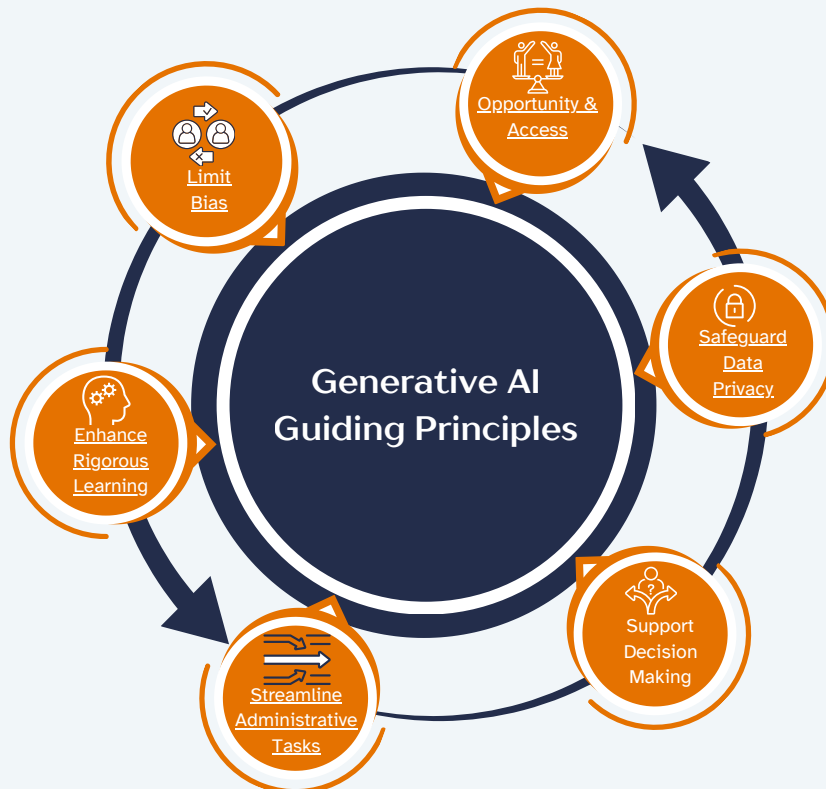 Opportunity &
Access
Limit
Bias
Safeguard
Data
Privacy
Generative AI
Guiding Principles
Enhance
Rigorous
Learning
Support
Decision
Making
Streamline
Administrative
Tasks